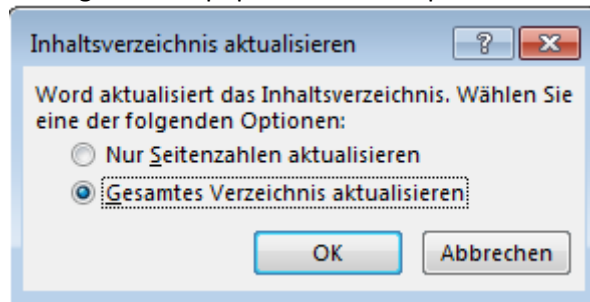 Inhaltsverzeichnis aktualisieren
Word aktualisiert das Inhaltsverzeichnis. Wählen Sie
eine der folgenden Optionen:
Nur Seitenzahlen aktualisieren
Gesamtes Verzeichnis aktualisieren
OK Abbrechen